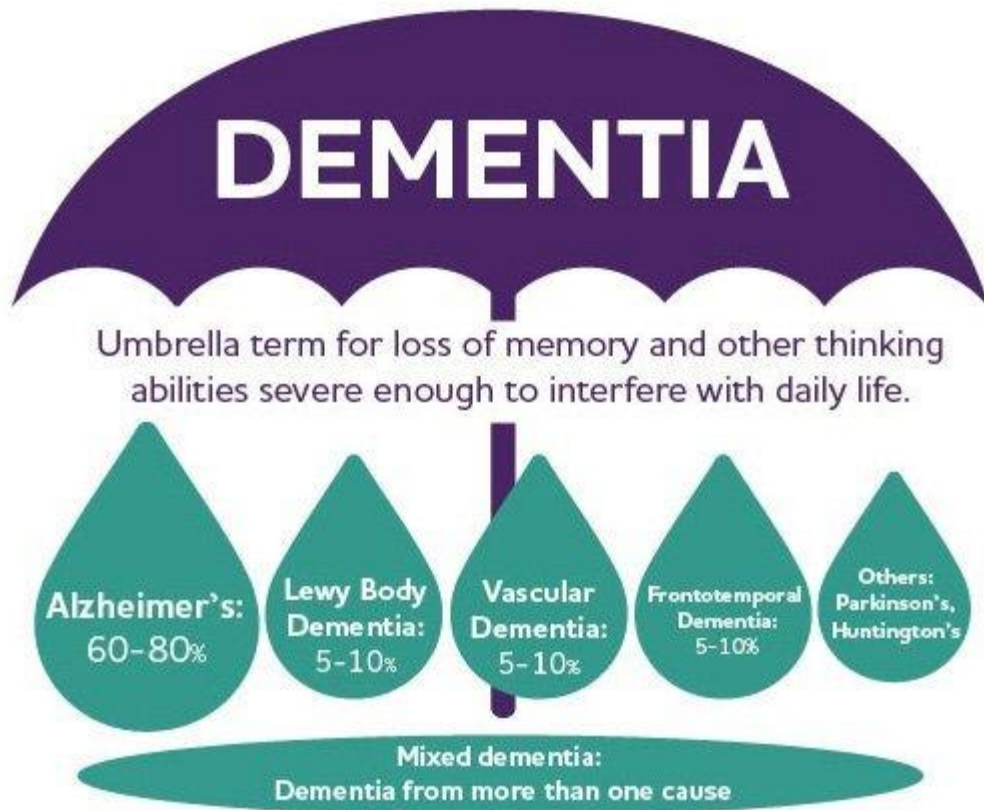 DEMENTIA
Umbrella term for loss of memory and other thinking
abilities severe enough to interfere with daily life.
Alzheimer's:
60-80%
Lewy Body
Dementia:
5-10%
Vascular
Dementia:
5-10%
Frontotemporal
Dementia:
5-10%
Others:
Parkinson's,
Huntington's
Mixed dementia:
Dementia from more than one cause